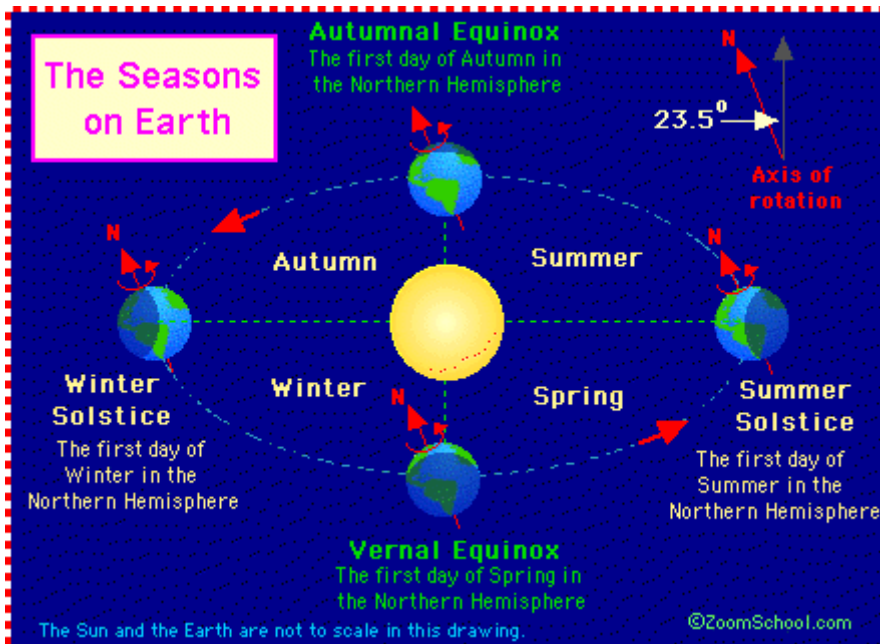 The Seasons
on Earth
Autumnal Equinox
The first day of Autumn in
the Northern Hemisphere
N
23.5°
Axis of
rotation
N
N
Autumn
Summer
Winter
Solstice
The first day of
Winter in the
Northern Hemisphere
Winter
N
Spring
Summer
Solstice
The first day of
Summer in the
Northern Hemisphere
Vernal Equinox
The first day of Spring in
the Northern Hemisphere
The Sun and the Earth are not to scale in this drawing.
©ZoomSchool.com